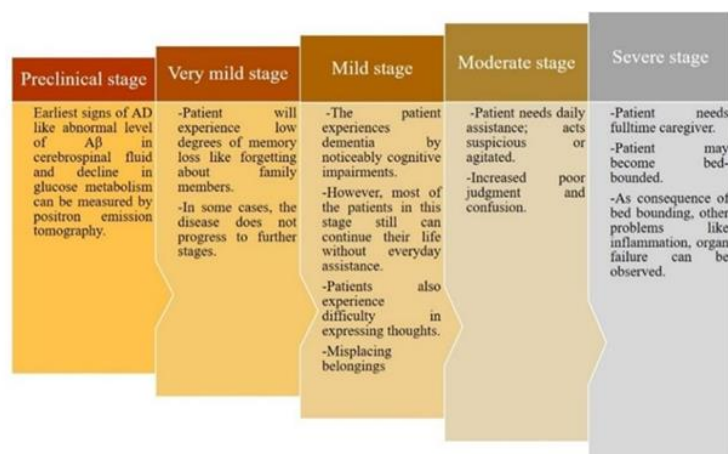 Preclinical stage
Earliest signs of AD
like abnormal level
of Aβ in
cerebrospinal fluid
and decline in
glucose metabolism
can be measured by
positron emission
tomography.
Very mild stage
-Patient will
experience low
degrees of memory
loss like forgetting
about family
members.
-In some cases, the
disease does not
progress to further
stages.
Mild stage
-The patient
experiences
dementia by
noticeably cognitive
impairments.
-However, most of
the patients in this
stage still can
continue their life
without everyday
assistance.
-Patients also
experience
difficulty in
expressing thoughts.
-Misplacing
belongings
Moderate stage
-Patient needs daily
assistance; acts
suspicious or
agitated.
-Increased poor
judgment and
confusion.
Severe stage
-Patient needs
fulltime caregiver.
-Patient may
become bed-
bounded.
-As consequence of
bed bounding, other
problems like
inflammation, organ
failure can be
observed.